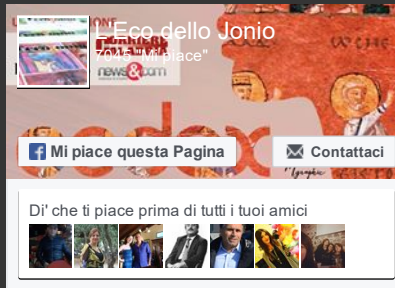 L'Eco dello Jonio
7045 "Mi piace"
news&com
codex
Mi piace questa Pagina
Contattaci
Di' che ti piace prima di tutti i tuoi amici